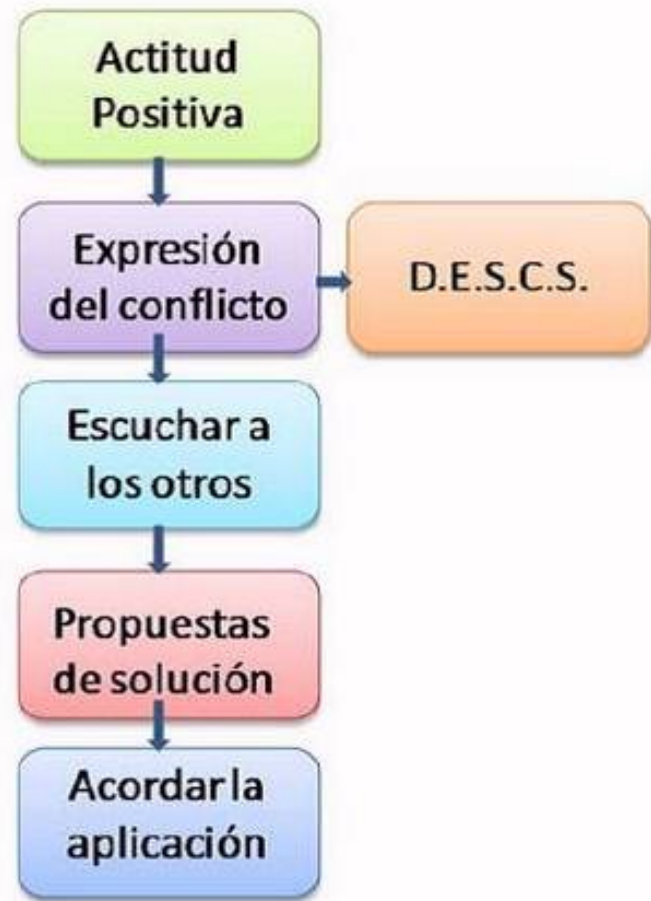 Actitud
Positiva
Expresión
del conflicto
D.E.S.C.S.
Escuchar a
los otros
Propuestas
de solución
Acordar la
aplicación